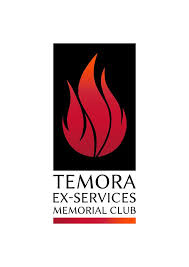 TEMORA
EX-SERVICES
MEMORIAL CLUB